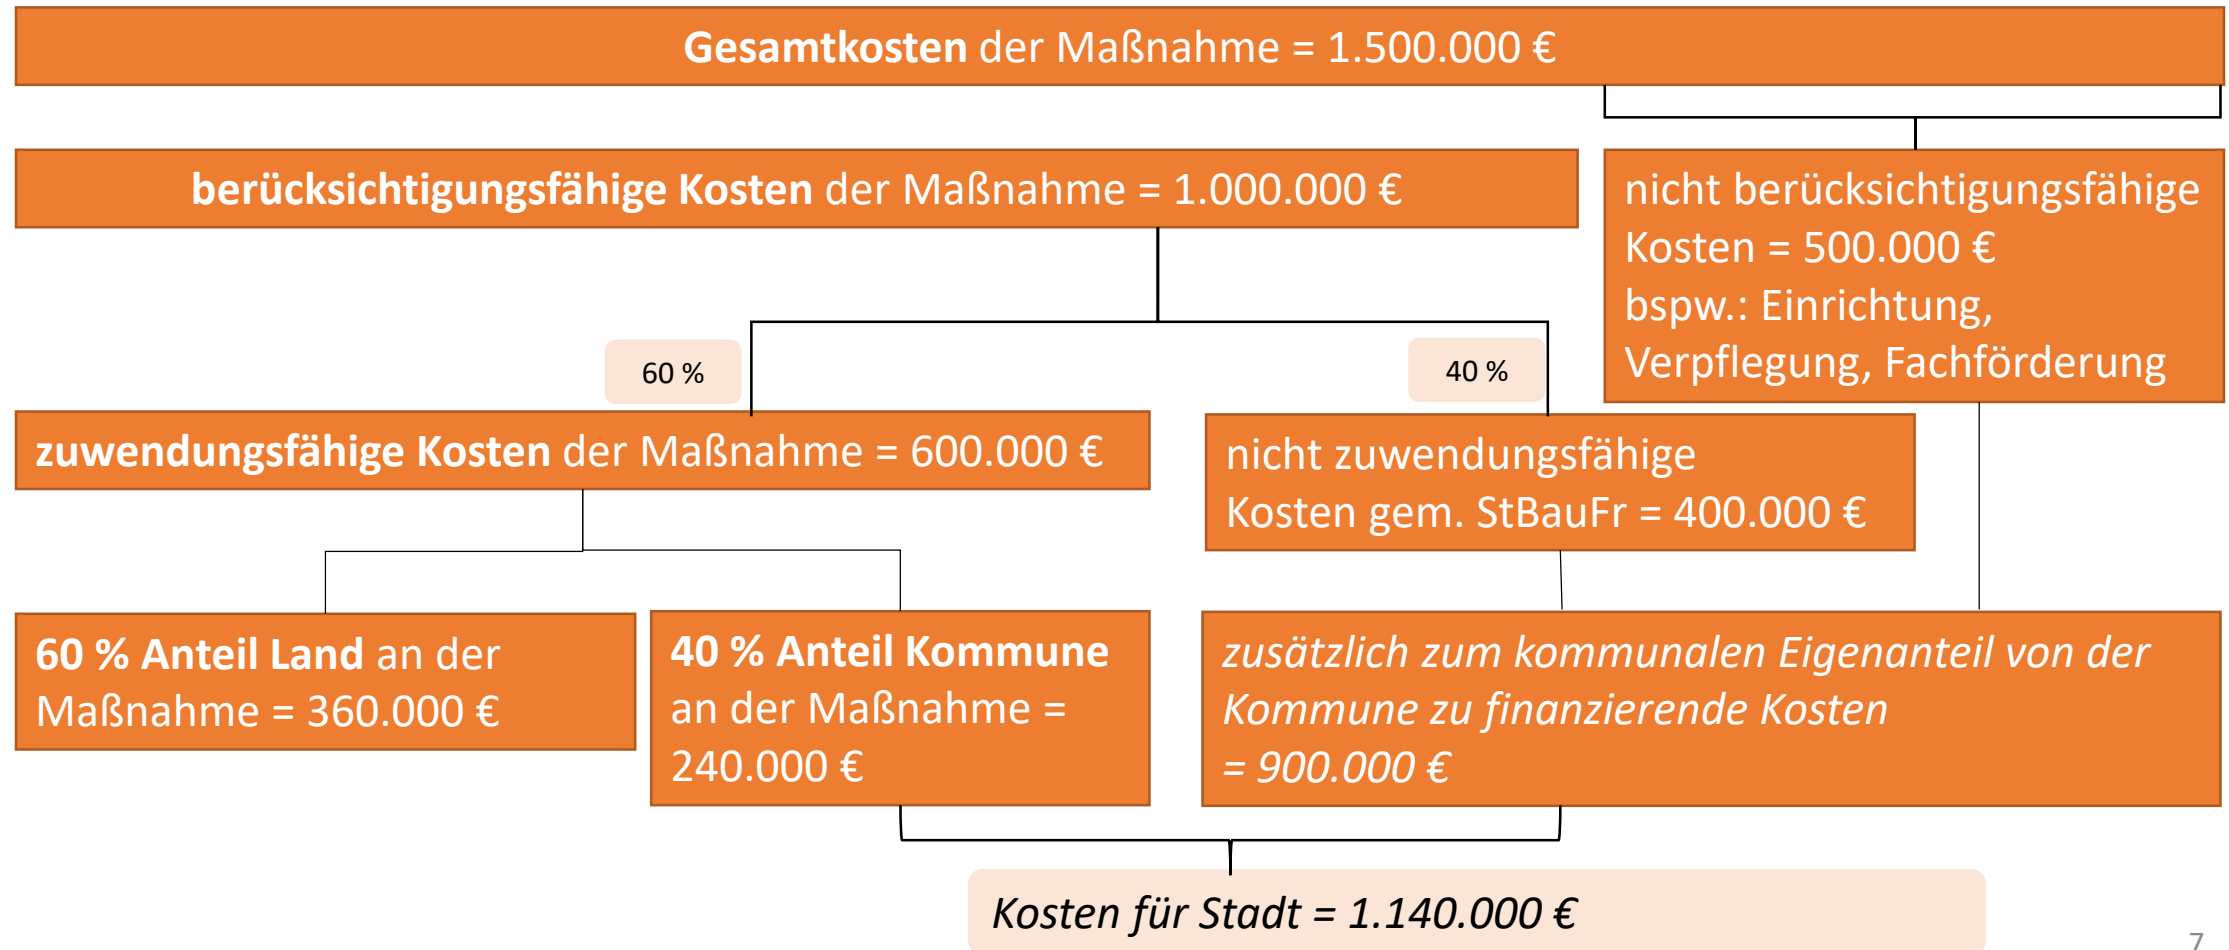 Gesamtkosten der Maßnahme = 1.500.000 €
berücksichtigungsfähige Kosten der Maßnahme = 1.000.000 €
nicht berücksichtigungsfähige
Kosten = 500.000 €
bspw.: Einrichtung,
Verpflegung, Fachförderung
60 %
40 %
zuwendungsfähige Kosten der Maßnahme = 600.000 €
nicht zuwendungsfähige
Kosten gem. StBauFr = 400.000 €
60 % Anteil Land an der
Maßnahme = 360.000 €
40 % Anteil Kommune
an der Maßnahme =
240.000 €
zusätzlich zum kommunalen Eigenanteil von der
Kommune zu finanzierende Kosten
= 900.000 €
Kosten für Stadt = 1.140.000 €
7